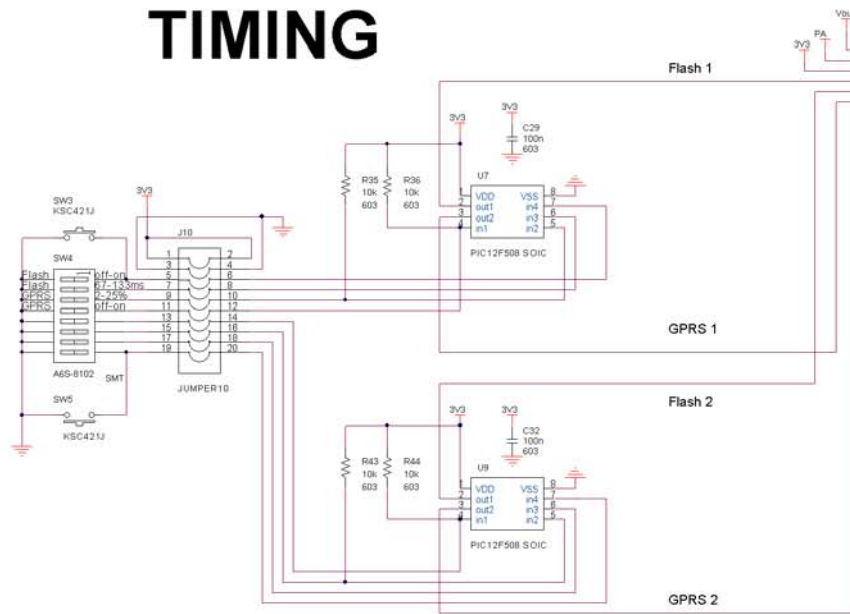 TIMING
Vou
PA
3V3
Flash 1
3V3
3V3
C29
100n
603
R35
10k
603
R36
10k
603
U7
1 VDD VSS 8
2 out1 in4 7
3 out2 in3 6
4 in1 in2 5
PIC12F508 SOIC
SW3
KSC421J
3V3
J10
SW4
Flash off-on
Flash 67-133ms
GPRS 2-25%
GPRS off-on
1 2
3 4
5 6
7 8
9 10
11 12
13 14
15 16
17 18
19 20
A6S-8102
SMT
JUMPER10
SW5
KSC421J
GPRS 1
Flash 2
3V3
3V3
C32
100n
603
R43
10k
603
R44
10k
603
U9
1 VDD VSS 8
2 out1 in4 7
3 out2 in3 6
4 in1 in2 5
PIC12F508 SOIC
GPRS 2